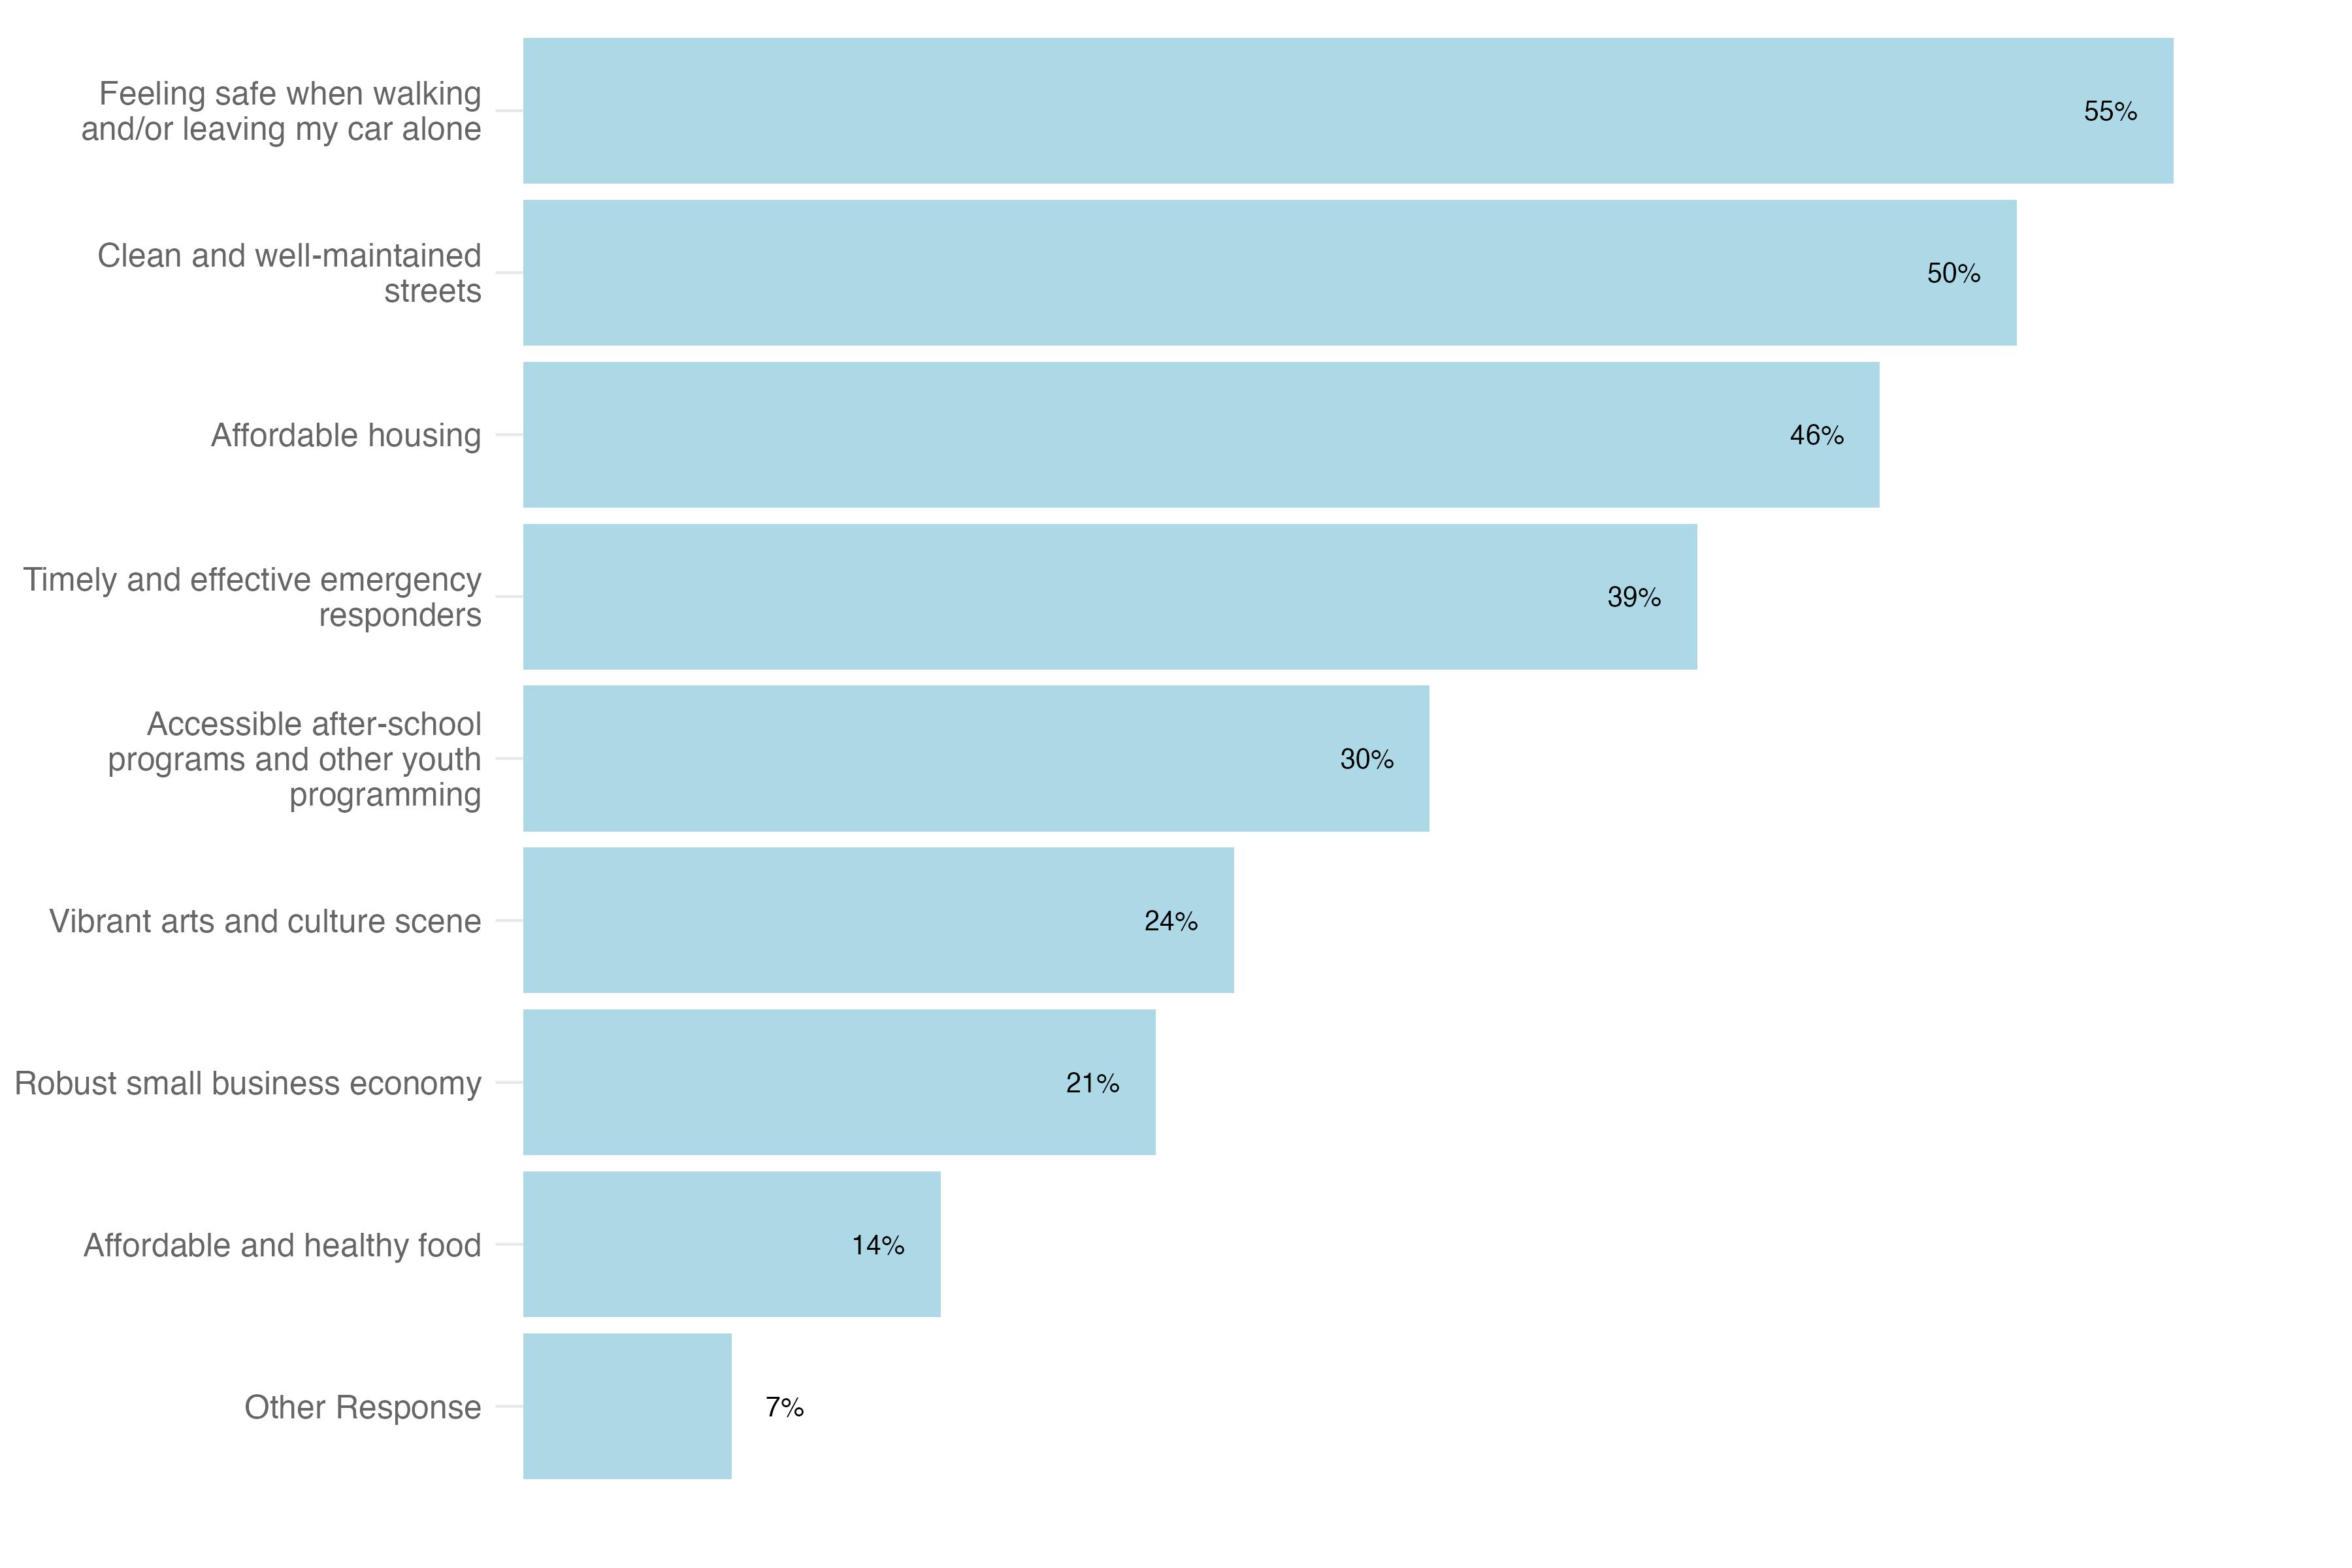 Feeling safe when walking
and/or leaving my car alone
55%
Clean and well-maintained
streets
50%
Affordable housing
46%
Timely and effective emergency
responders
39%
Accessible after-school
programs and other youth
programming
30%
Vibrant arts and culture scene
24%
Robust small business economy
21%
Affordable and healthy food
14%
Other Response
7%